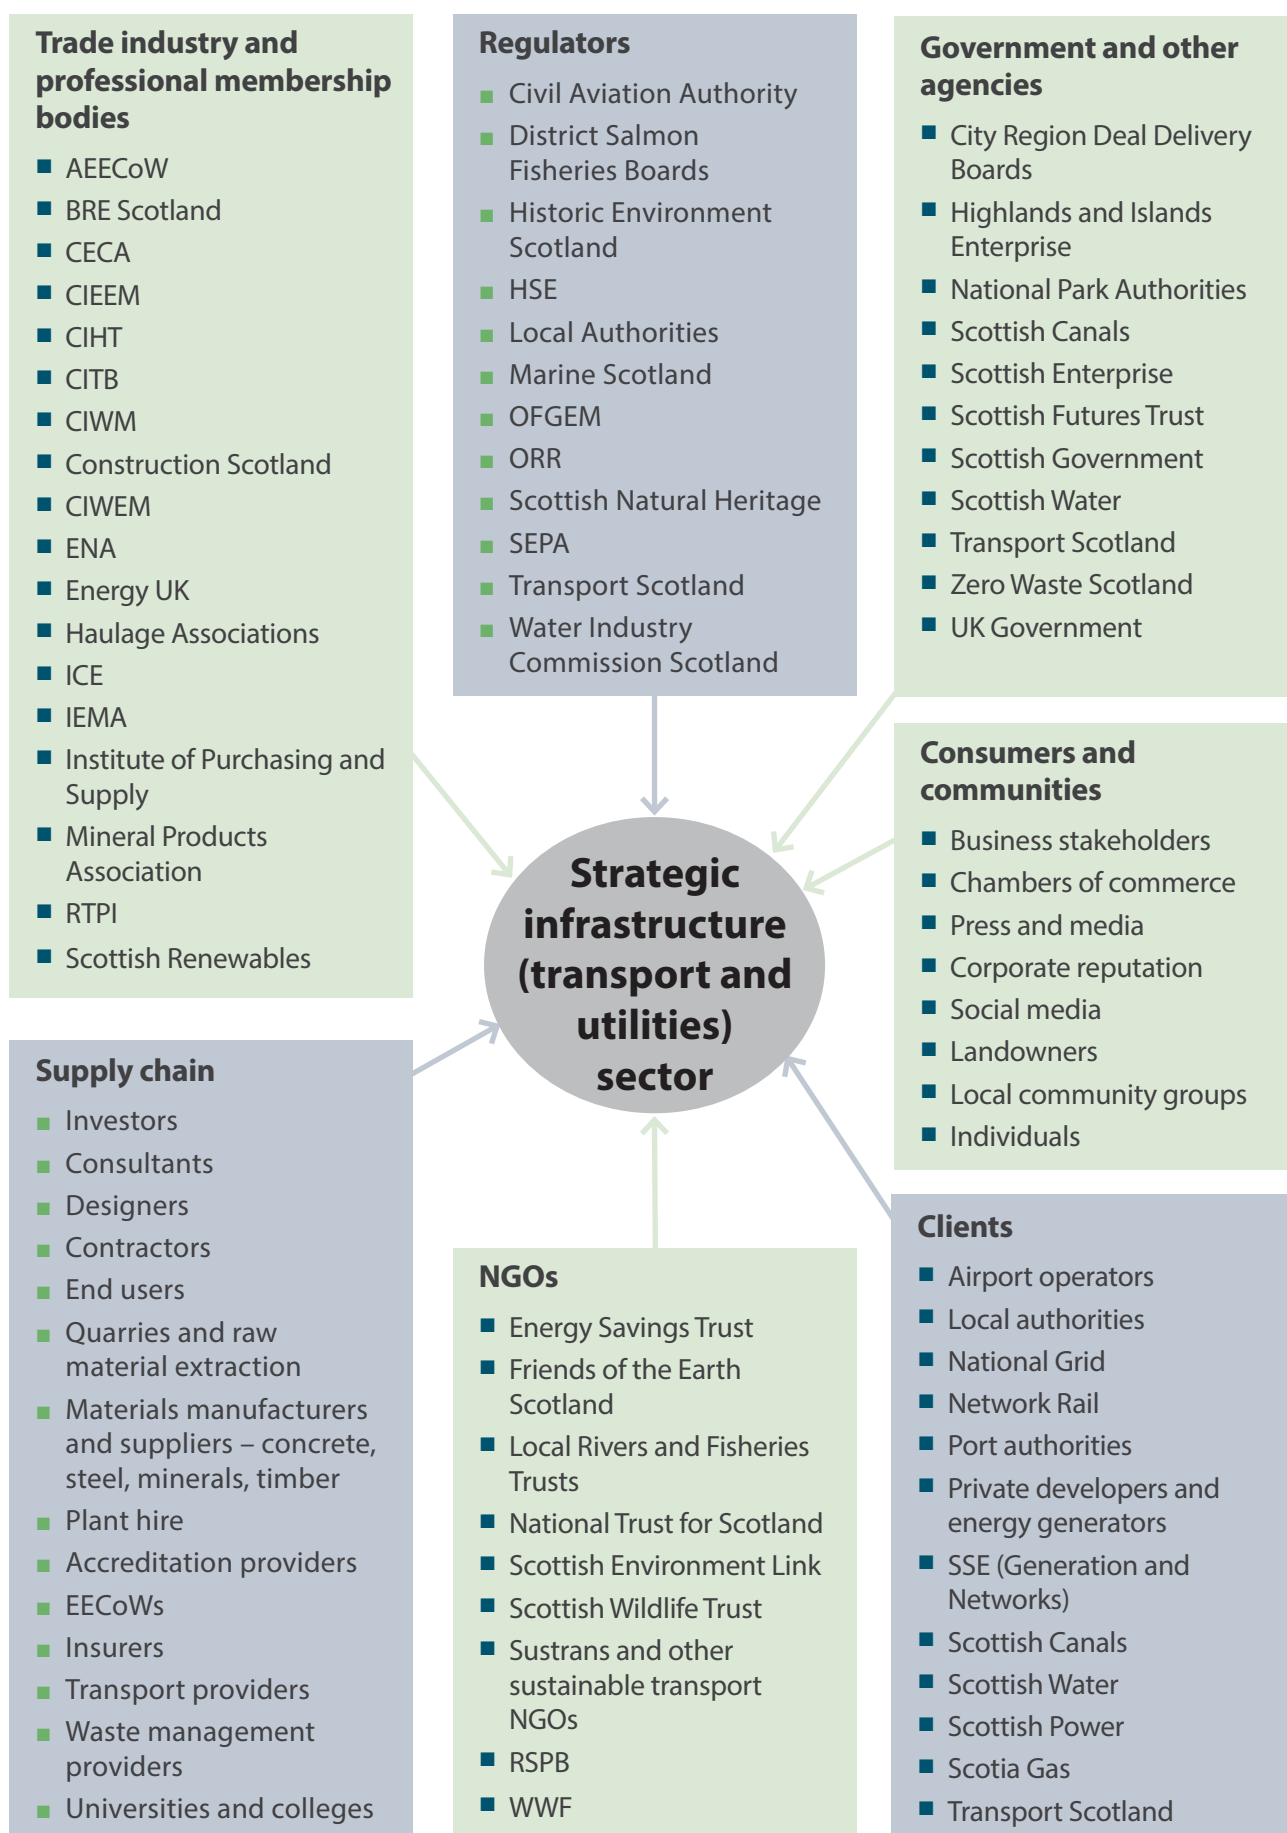 Trade industry and
professional membership
bodies
AEECoW
BRE Scotland
CECA
CIEEM
CIHT
CITB
CIWM
Construction Scotland
CIWEM
ENA
Energy UK
Haulage Associations
ICE
IEMA
Institute of Purchasing and
Supply
Mineral Products
Association
RTPI
Scottish Renewables
Regulators
Civil Aviation Authority
District Salmon
Fisheries Boards
Historic Environment
Scotland
HSE
Local Authorities
Marine Scotland
OFGEM
ORR
Scottish Natural Heritage
SEPA
Transport Scotland
Water Industry
Commission Scotland
Government and other
agencies
City Region Deal Delivery
Boards
Highlands and Islands
Enterprise
National Park Authorities
Scottish Canals
Scottish Enterprise
Scottish Futures Trust
Scottish Government
Scottish Water
Transport Scotland
Zero Waste Scotland
UK Government
Consumers and
communities
Business stakeholders
Chambers of commerce
Press and media
Corporate reputation
Social media
Landowners
Local community groups
Individuals
Strategic
infrastructure
(transport and
utilities)
sector
Supply chain
Investors
Consultants
Designers
Contractors
End users
Quarries and raw
material extraction
Materials manufacturers
and suppliers – concrete,
steel, minerals, timber
Plant hire
Accreditation providers
EECoWs
Insurers
Transport providers
Waste management
providers
Universities and colleges
NGOs
Energy Savings Trust
Friends of the Earth
Scotland
Local Rivers and Fisheries
Trusts
National Trust for Scotland
Scottish Environment Link
Scottish Wildlife Trust
Sustrans and other
sustainable transport
NGOs
RSPB
WWF
Clients
Airport operators
Local authorities
National Grid
Network Rail
Port authorities
Private developers and
energy generators
SSE (Generation and
Networks)
Scottish Canals
Scottish Water
Scottish Power
Scotia Gas
Transport Scotland